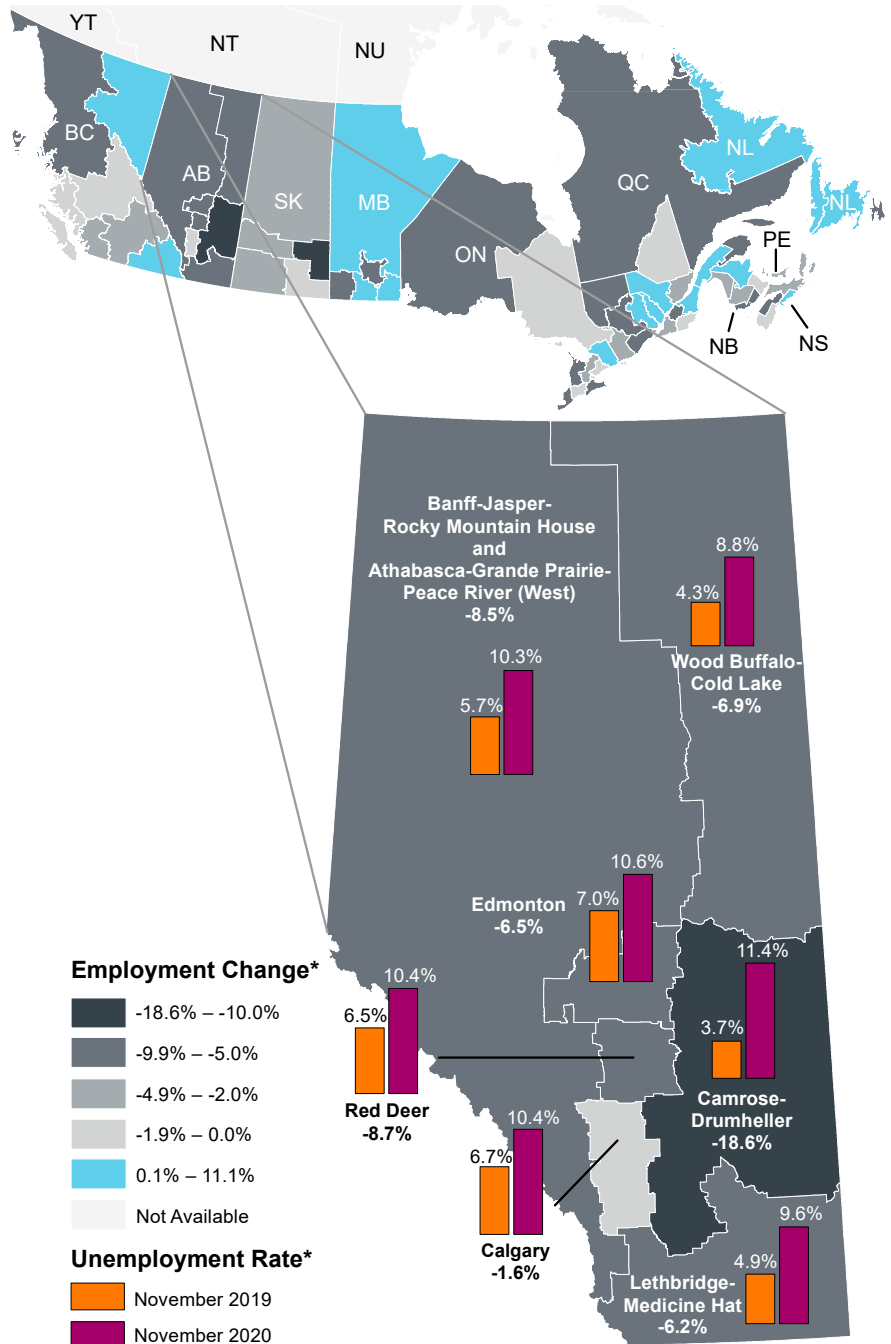 YT
NT
NU
BC
AB
SK
MB
ON
QC
NL
NL
PE
NB
NS
Banff-Jasper-
Rocky Mountain House
and
Athabasca-Grande Prairie-
Peace River (West)
-8.5%
5.7%
10.3%
4.3%
8.8%
Wood Buffalo-
Cold Lake
-6.9%
Edmonton
-6.5%
7.0%
10.6%
6.5%
10.4%
Red Deer
-8.7%
3.7%
11.4%
Camrose-
Drumheller
-18.6%
6.7%
10.4%
Calgary
-1.6%
4.9%
9.6%
Lethbridge-
Medicine Hat
-6.2%
Employment Change*
-18.6% – -10.0%
-9.9% – -5.0%
-4.9% – -2.0%
-1.9% – 0.0%
0.1% – 11.1%
Not Available
Unemployment Rate*
November 2019
November 2020